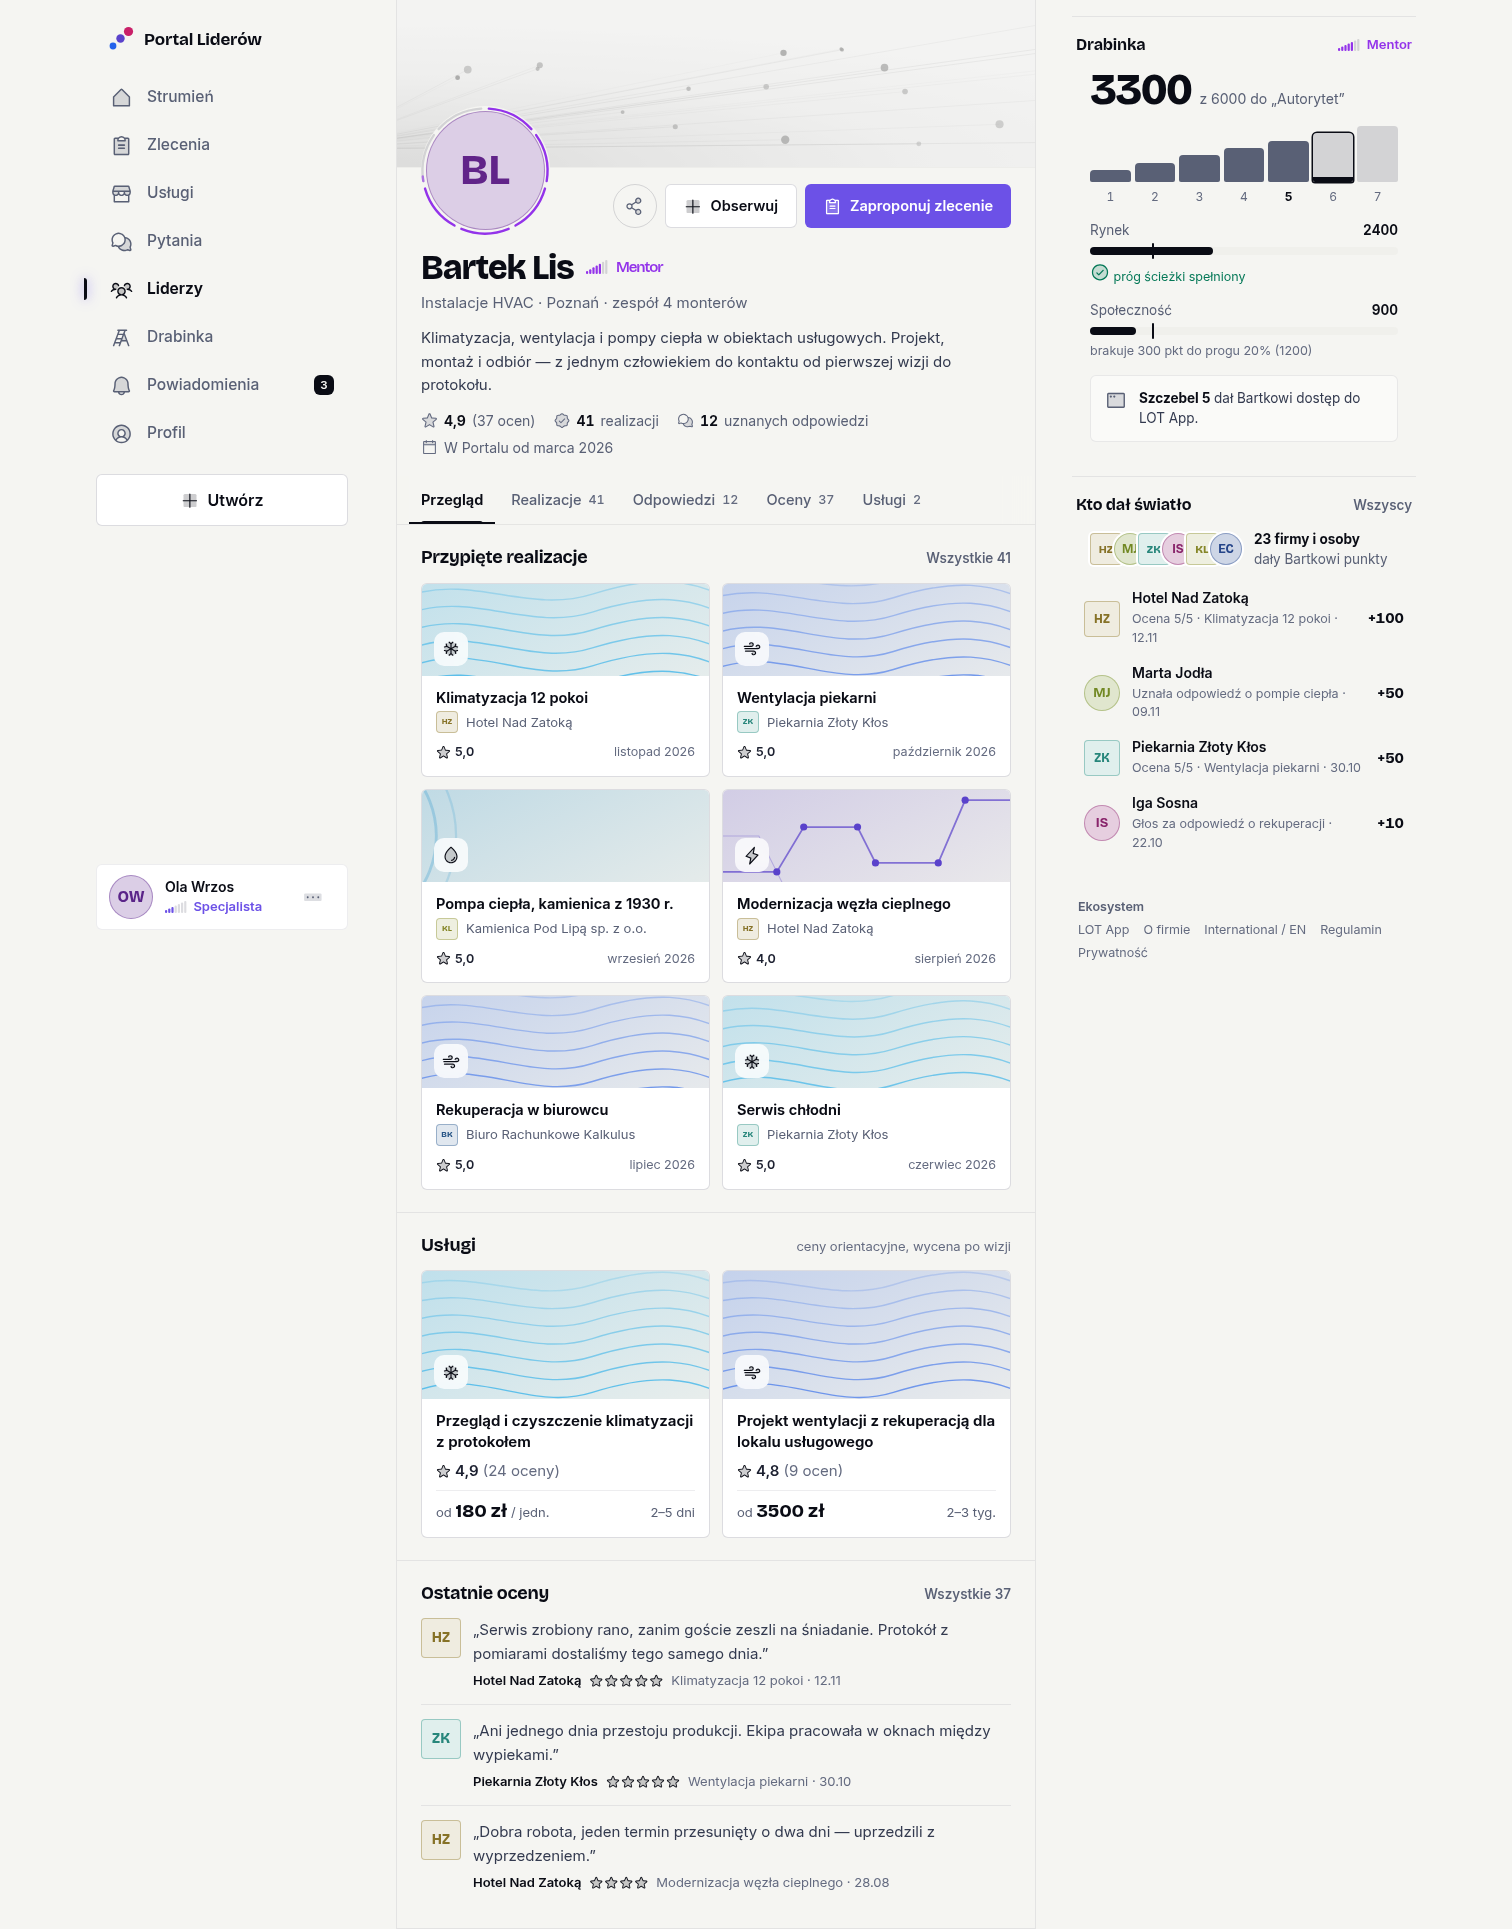 Portal Liderów
Strumień
Zlecenia
Usługi
Pytania
Liderzy
Drabinka
Powiadomienia 3
Profil
Utwórz
OW
Ola Wrzos
Specjalista
BL
Obserwuj
Zaproponuj zlecenie
Bartek Lis Mentor
Instalacje HVAC · Poznań · zespół 4 monterów
Klimatyzacja, wentylacja i pompy ciepła w obiektach usługowych. Projekt,
montaż i odbiór — z jednym człowiekiem do kontaktu od pierwszej wizji do
protokołu.
4,9 (37 ocen) 41 realizacji 12 uznanych odpowiedzi
W Portalu od marca 2026
Przegląd Realizacje 41 Odpowiedzi 12 Oceny 37 Usługi 2
Przypięte realizacje Wszystkie 41
Klimatyzacja 12 pokoi
HZ Hotel Nad Zatoką
5,0 listopad 2026
Wentylacja piekarni
ZK Piekarnia Złoty Kłos
5,0 październik 2026
Pompa ciepła, kamienica z 1930 r.
KL Kamienica Pod Lipą sp. z o.o.
5,0 wrzesień 2026
Modernizacja węzła cieplnego
HZ Hotel Nad Zatoką
4,0 sierpień 2026
Rekuperacja w biurowcu
BK Biuro Rachunkowe Kalkulus
5,0 lipiec 2026
Serwis chłodni
ZK Piekarnia Złoty Kłos
5,0 czerwiec 2026
Usługi ceny orientacyjne, wycena po wizji
Przegląd i czyszczenie klimatyzacji
z protokołem
4,9 (24 oceny)
od 180 zł / jedn. 2–5 dni
Projekt wentylacji z rekuperacją dla
lokalu usługowego
4,8 (9 ocen)
od 3500 zł 2–3 tyg.
Ostatnie oceny Wszystkie 37
HZ
„Serwis zrobiony rano, zanim goście zeszli na śniadanie. Protokół z
pomiarami dostaliśmy tego samego dnia.”
Hotel Nad Zatoką Klimatyzacja 12 pokoi · 12.11
ZK
„Ani jednego dnia przestoju produkcji. Ekipa pracowała w oknach między
wypiekami.”
Piekarnia Złoty Kłos Wentylacja piekarni · 30.10
HZ
„Dobra robota, jeden termin przesunięty o dwa dni — uprzedzili z
wyprzedzeniem.”
Hotel Nad Zatoką Modernizacja węzła cieplnego · 28.08
Drabinka Mentor
3300 z 6000 do „Autorytet”
1 2 3 4 5 6 7
Rynek 2400
próg ścieżki spełniony
Społeczność 900
brakuje 300 pkt do progu 20% (1200)
Szczebel 5 dał Bartkowi dostęp do
LOT App.
Kto dał światło Wszyscy
HZ MJ ZK IS KL EC
23 firmy i osoby
dały Bartkowi punkty
HZ
Hotel Nad Zatoką
Ocena 5/5 · Klimatyzacja 12 pokoi ·
12.11
+100
MJ
Marta Jodła
Uznała odpowiedź o pompie ciepła ·
09.11
+50
ZK
Piekarnia Złoty Kłos
Ocena 5/5 · Wentylacja piekarni · 30.10
+50
IS
Iga Sosna
Głos za odpowiedź o rekuperacji ·
22.10
+10
Ekosystem
LOT App O firmie International / EN Regulamin
Prywatność